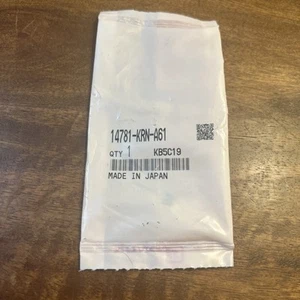 14781-KRN-A61
QTY 1 KB5C19
MADE IN JAPAN